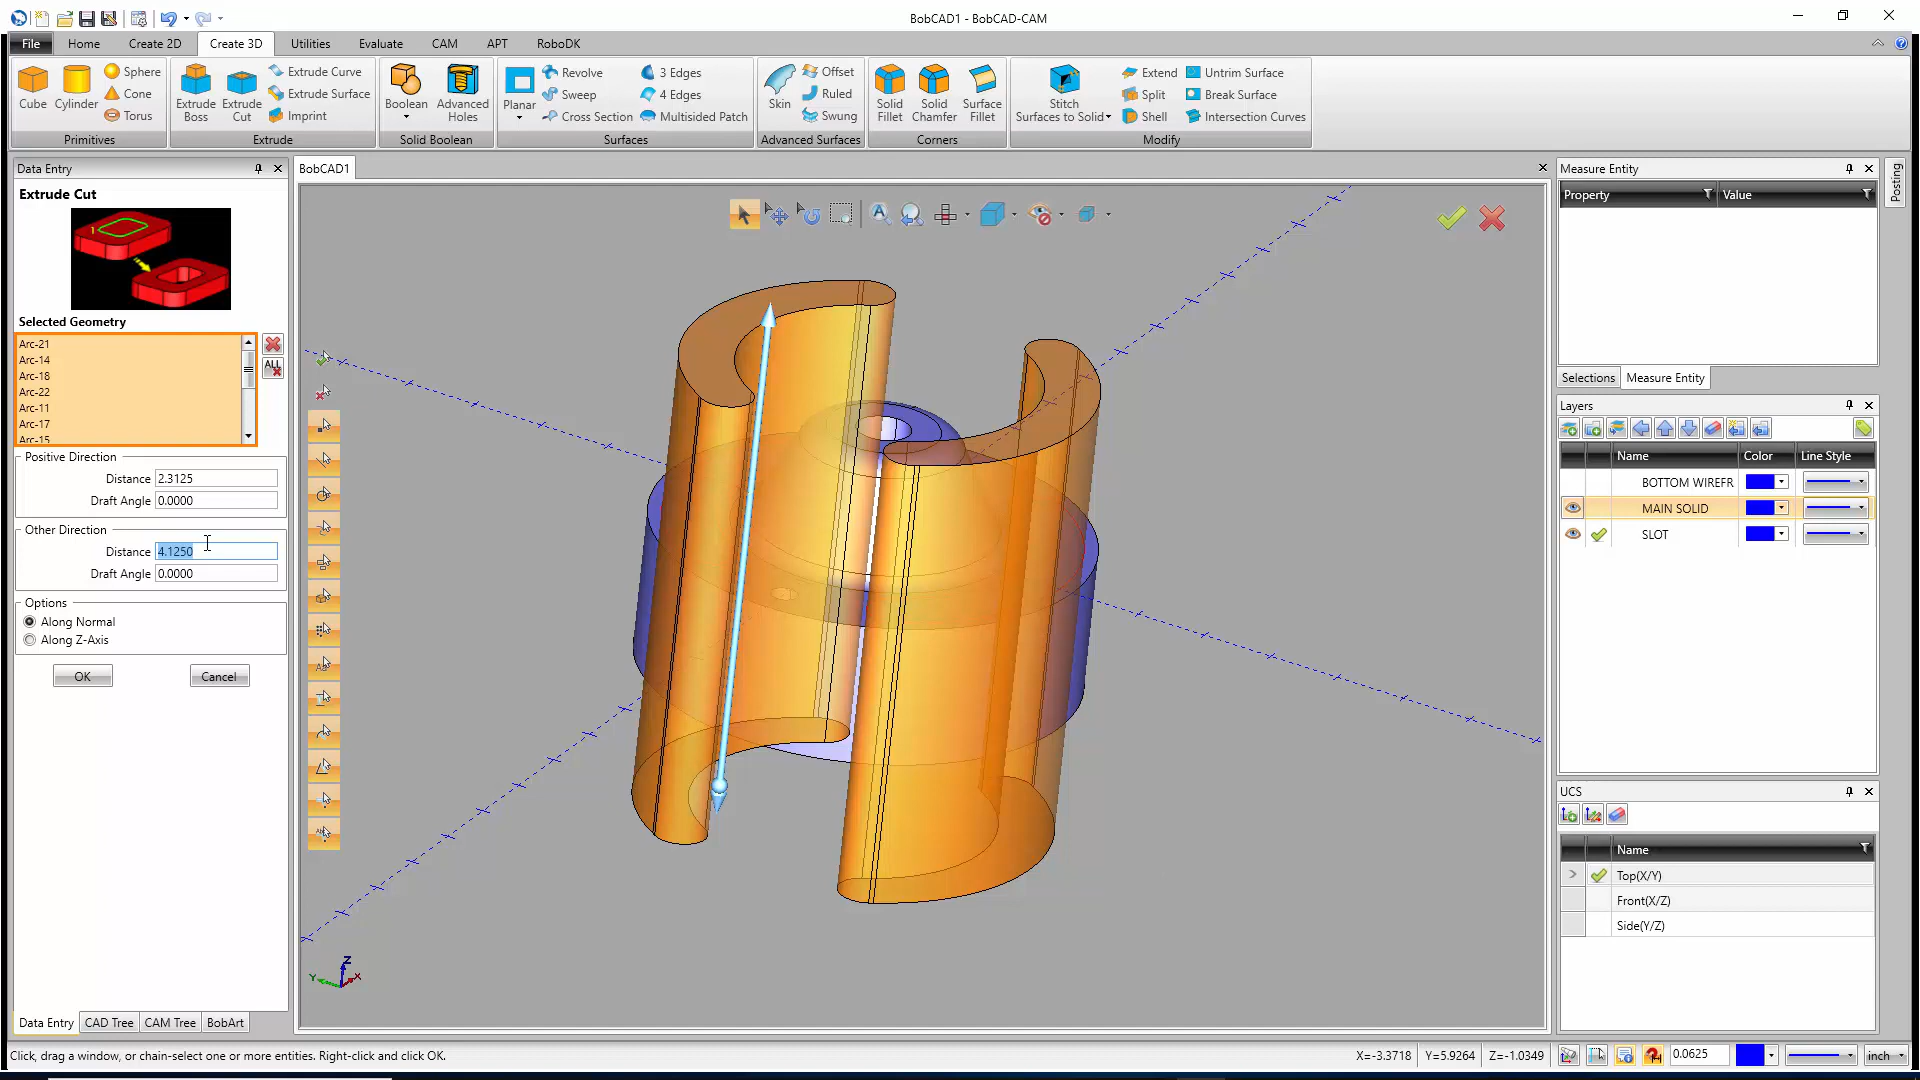 BobCAD1 - BobCAD-CAM
File Home Create 2D Create 3D Utilities Evaluate CAM APT RoboDK
Cube Cylinder Sphere Cone Torus
Primitives
Extrude Boss Extrude Cut Extrude Curve Extrude Surface Imprint
Extrude
Boolean Advanced Holes
Solid Boolean
Planar Revolve Sweep Cross Section 3 Edges 4 Edges Multisided Patch
Surfaces
Skin Offset Ruled Swung
Advanced Surfaces
Solid Fillet Solid Chamfer Surface Fillet
Corners
Stitch Surfaces to Solid Extend Split Shell Untrim Surface Break Surface Intersection Curves
Modify
Data Entry
Extrude Cut
Selected Geometry
Arc-21
Arc-14
Arc-18
Arc-22
Arc-11
Arc-17
Arc-15
ALL
Positive Direction
Distance 2.3125
Draft Angle 0.0000
Other Direction
Distance 4.1250
Draft Angle 0.0000
Options
Along Normal
Along Z-Axis
OK Cancel
Data Entry CAD Tree CAM Tree BobArt
BobCAD1
Z
Y X
Measure Entity
Property Value
Selections Measure Entity
Posting
Layers
Name Color Line Style
BOTTOM WIREFR
MAIN SOLID
SLOT
UCS
Name
Top(X/Y)
Front(X/Z)
Side(Y/Z)
Click, drag a window, or chain-select one or more entities. Right-click and click OK.
X=-3.3718 Y=5.9264 Z=-1.0349 0.0625 inch